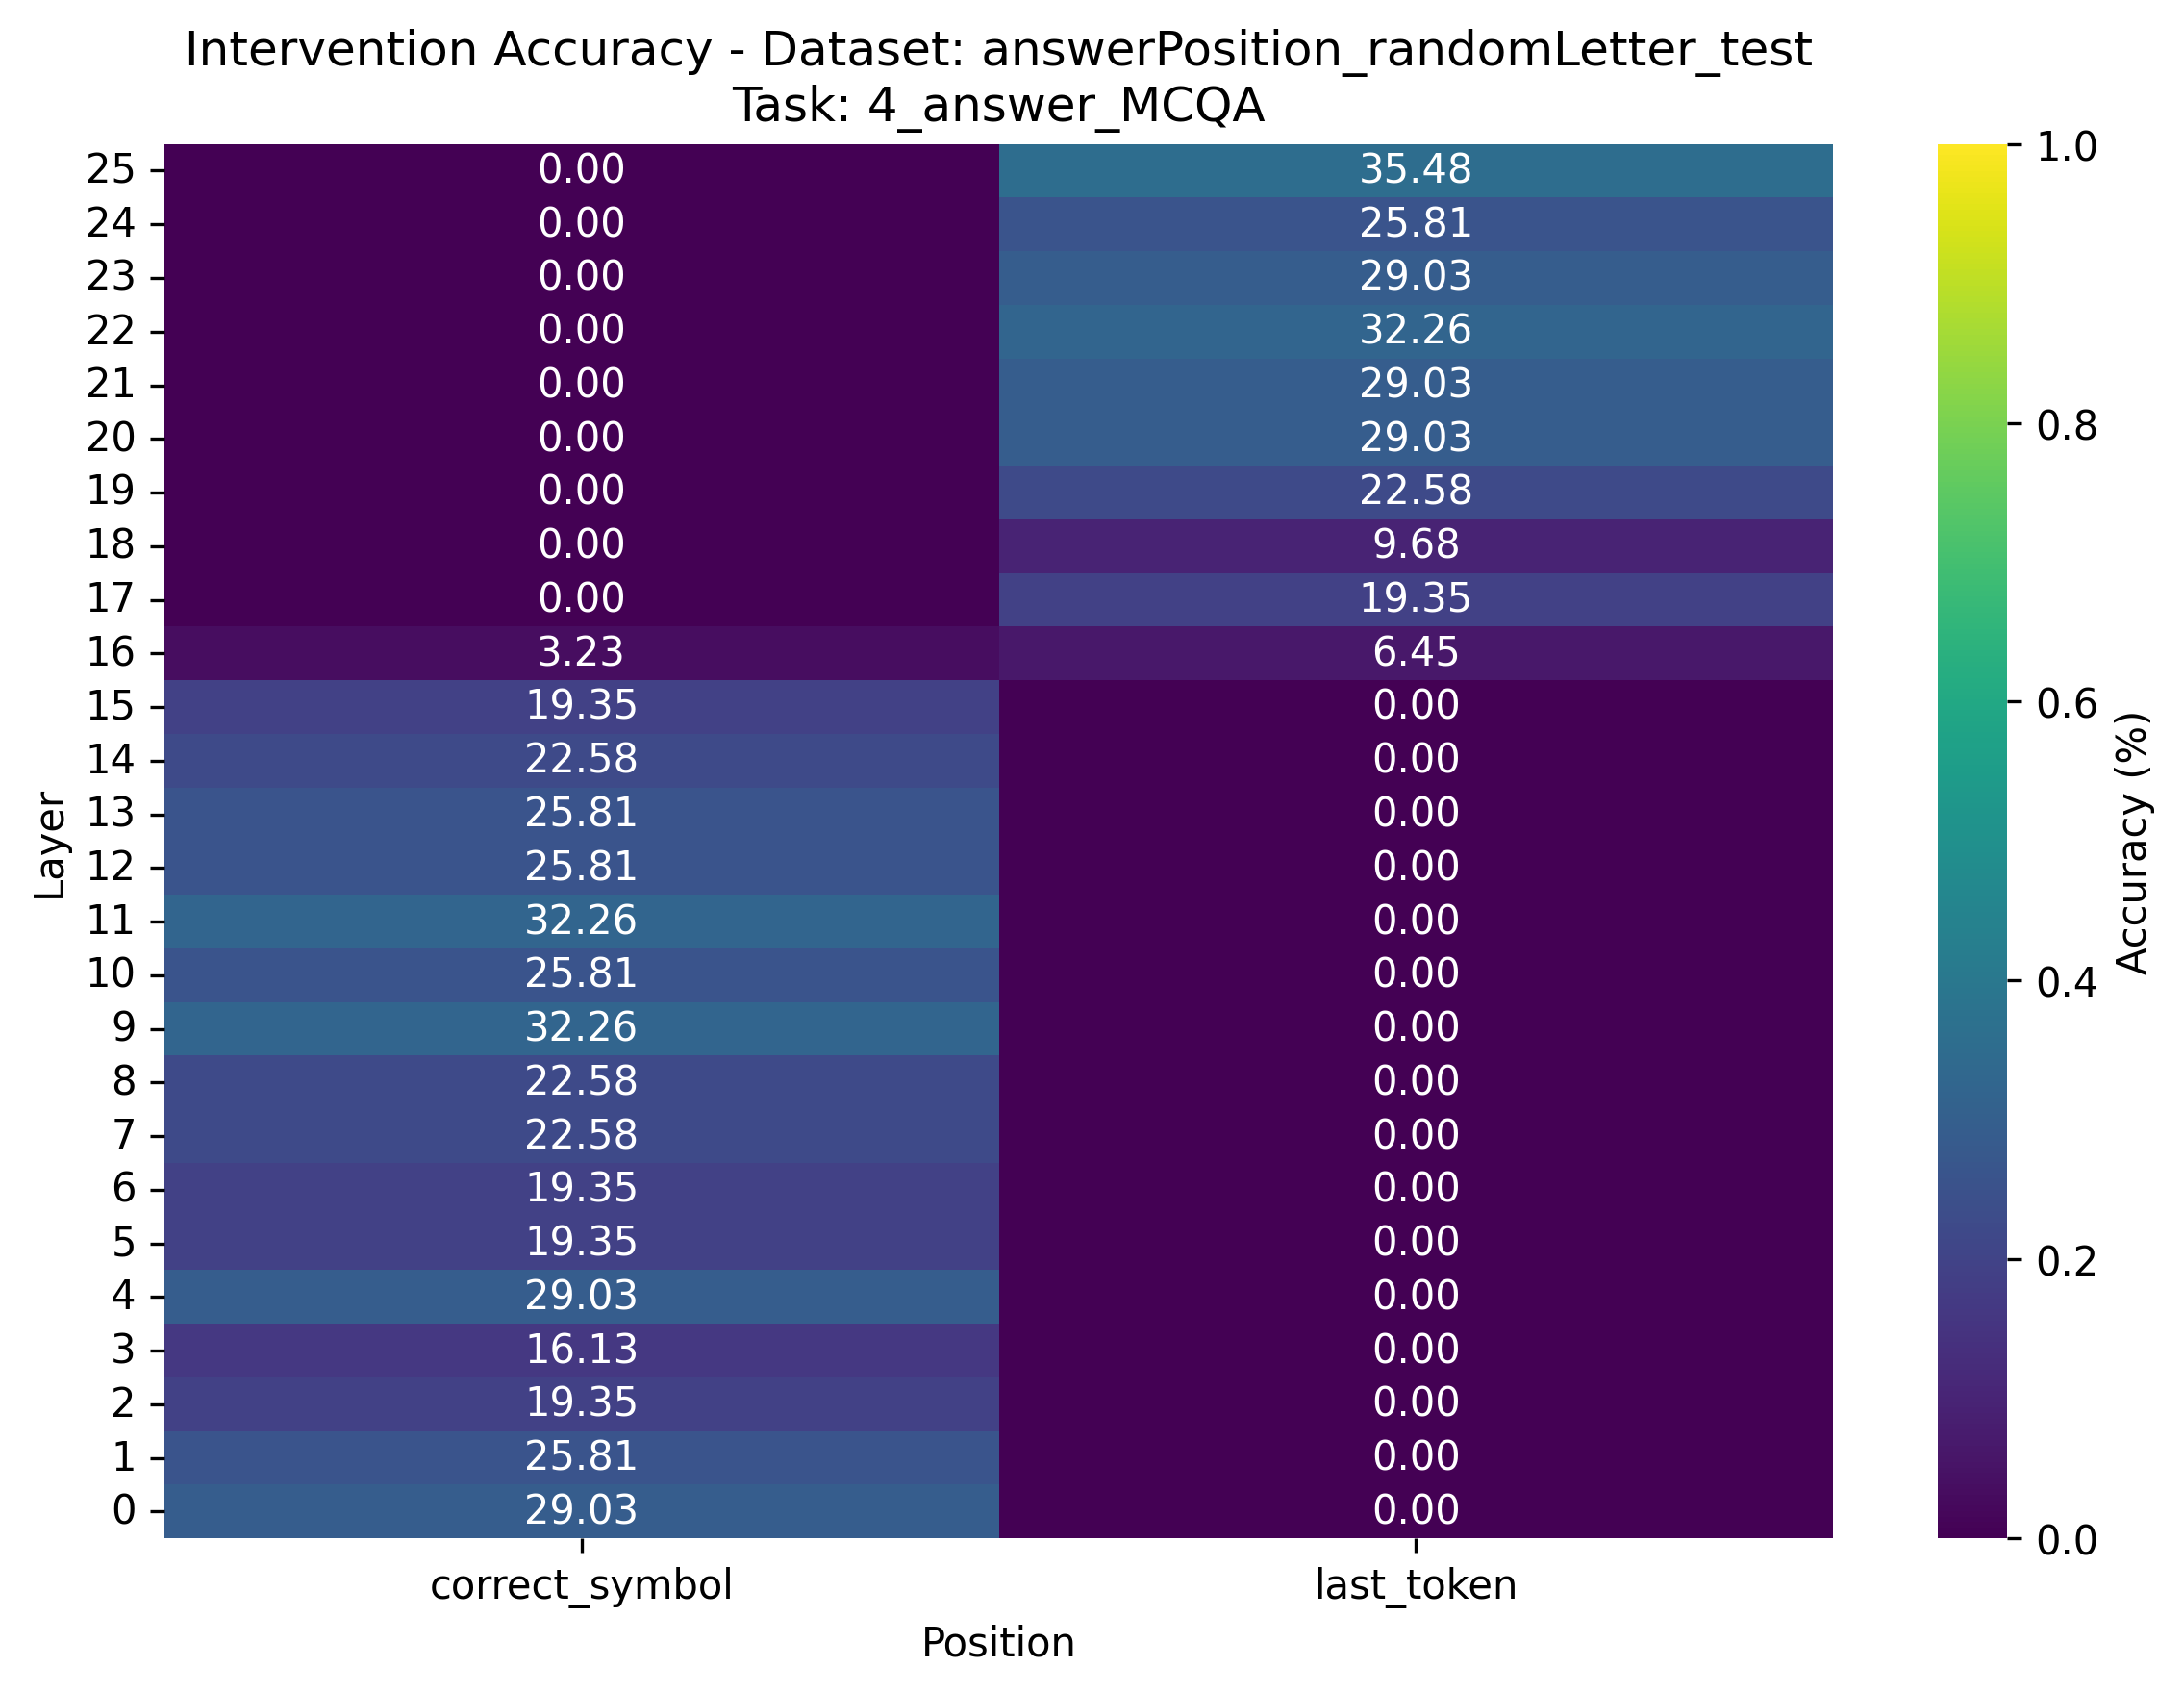 Intervention Accuracy - Dataset: answerPosition_randomLetter_test
Task: 4_answer_MCQA
25 0.00 35.48
24 0.00 25.81
23 0.00 29.03
22 0.00 32.26
21 0.00 29.03
20 0.00 29.03
19 0.00 22.58
18 0.00 9.68
17 0.00 19.35
16 3.23 6.45
15 19.35 0.00
14 22.58 0.00
13 25.81 0.00
12 25.81 0.00
11 32.26 0.00
10 25.81 0.00
9 32.26 0.00
8 22.58 0.00
7 22.58 0.00
6 19.35 0.00
5 19.35 0.00
4 29.03 0.00
3 16.13 0.00
2 19.35 0.00
1 25.81 0.00
0 29.03 0.00
Layer
correct_symbol last_token
Position
1.0
0.8
0.6
0.4
0.2
0.0
Accuracy (%)